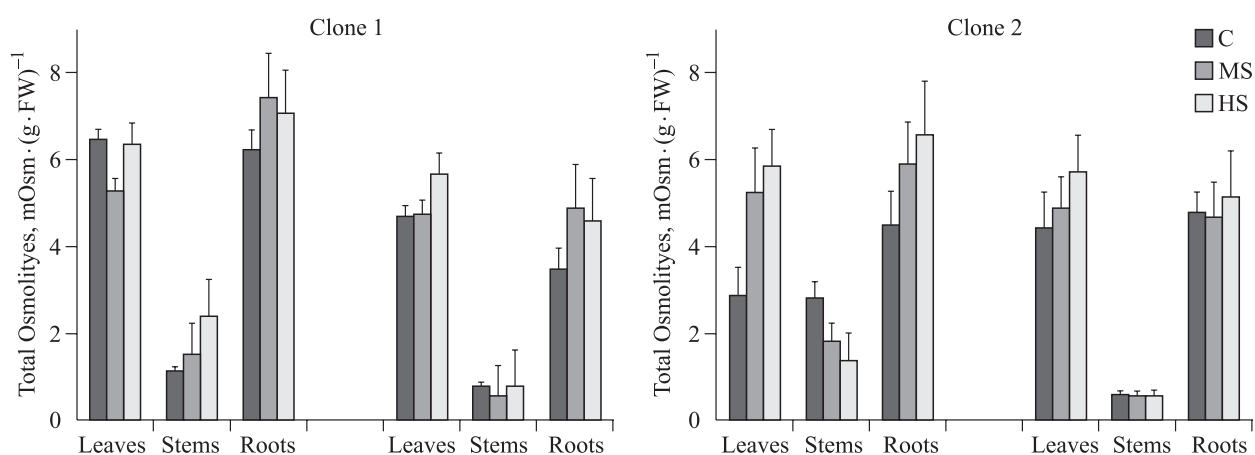 Clone 1
Total Osmolityes, mOsm·(g·FW)⁻¹
8
6
4
2
0
Leaves Stems Roots Leaves Stems Roots
Clone 2
C
MS
HS
Total Osmolityes, mOsm·(g·FW)⁻¹
8
6
4
2
0
Leaves Stems Roots Leaves Stems Roots